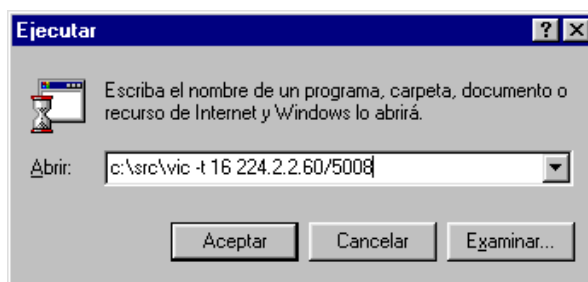 Ejecutar
Escriba el nombre de un programa, carpeta, documento o
recurso de Internet y Windows lo abrirá.
Abrir: c:\src\vic -t 16 224.2.2.60/5008
Aceptar Cancelar Examinar...